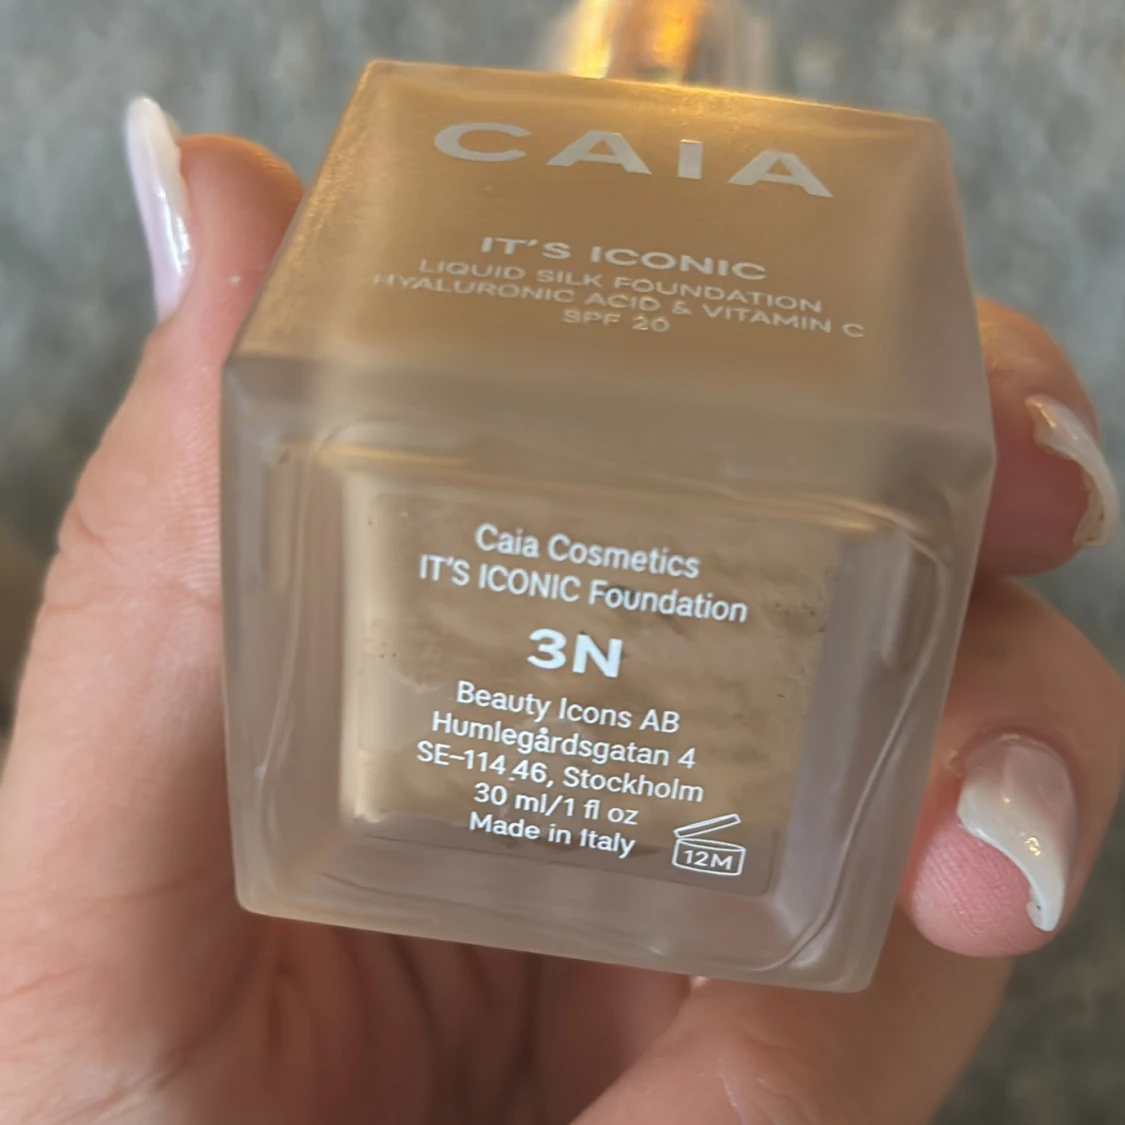 CAIA
IT'S ICONIC
LIQUID SILK FOUNDATION
HYALURONIC ACID & VITAMIN C
SPF 20
Caia Cosmetics
IT'S ICONIC Foundation
3N
Beauty Icons AB
Humlegårdsgatan 4
SE-114 46, Stockholm
30 ml/1 fl oz
Made in Italy
12M